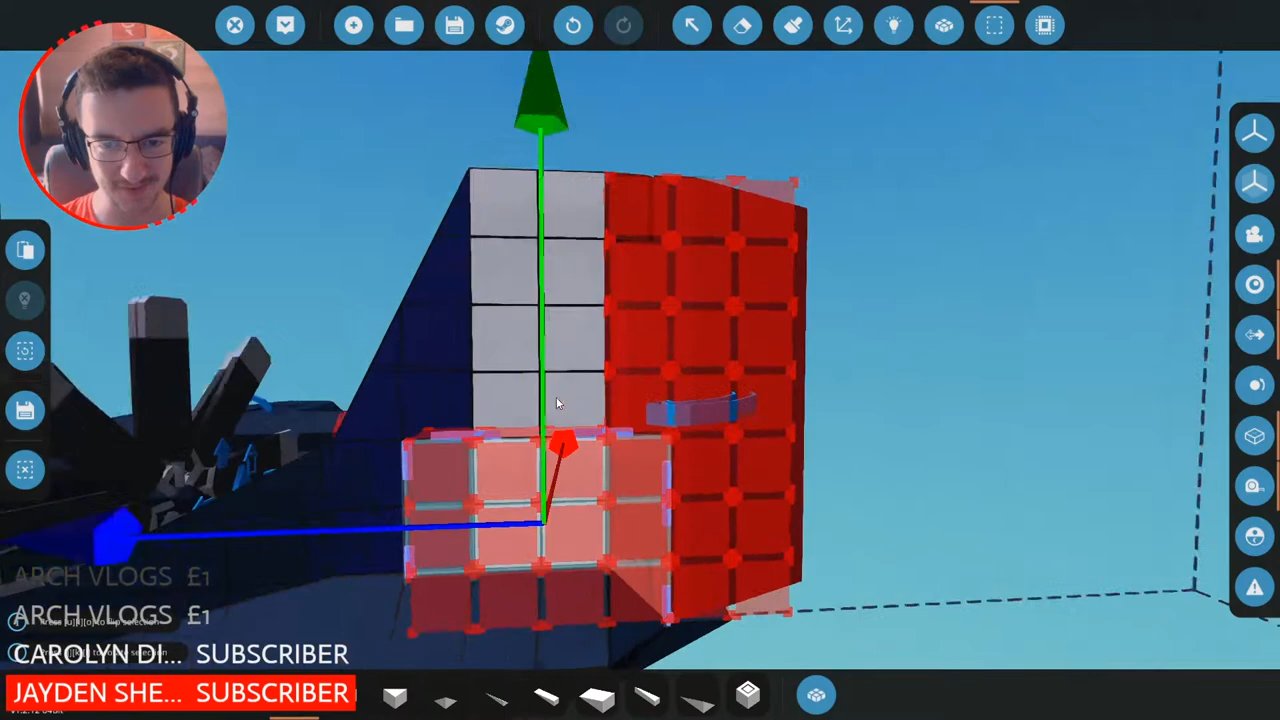 ARCH VLOGS £1
ARCH VLOGS £1
CAROLYN DI... SUBSCRIBER
JAYDEN SHE... SUBSCRIBER